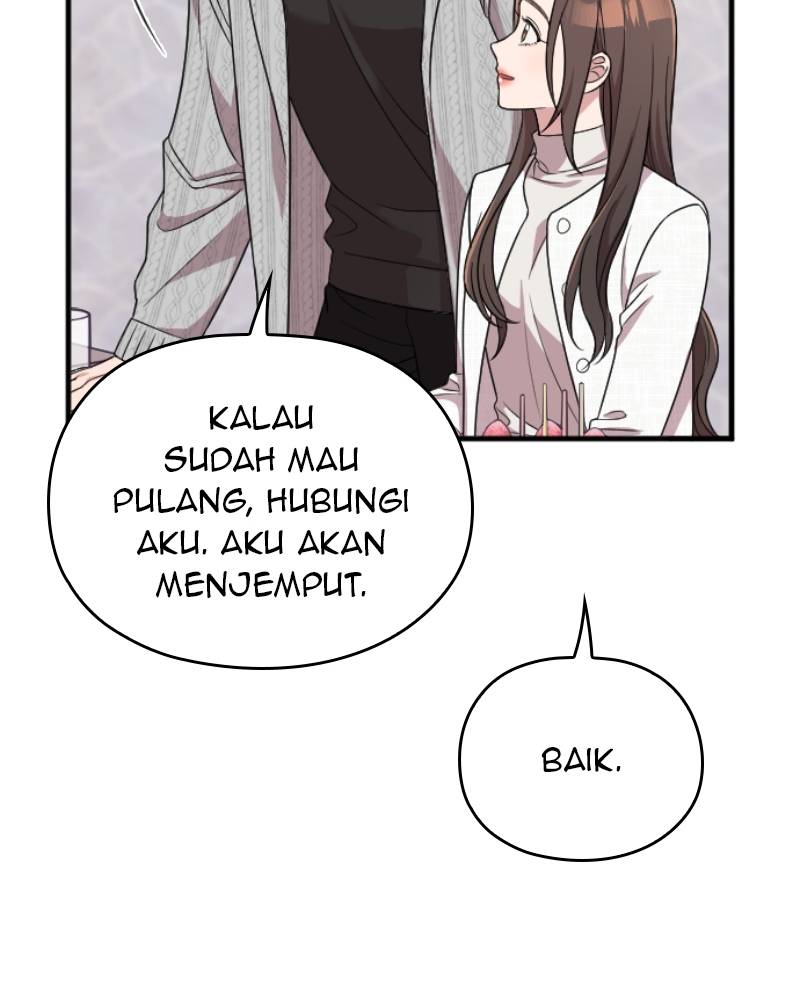 KALAU
SUDAH MAU
PULANG, HUBUNGI
AKU. AKU AKAN
MENJEMPUT.
BAIK.